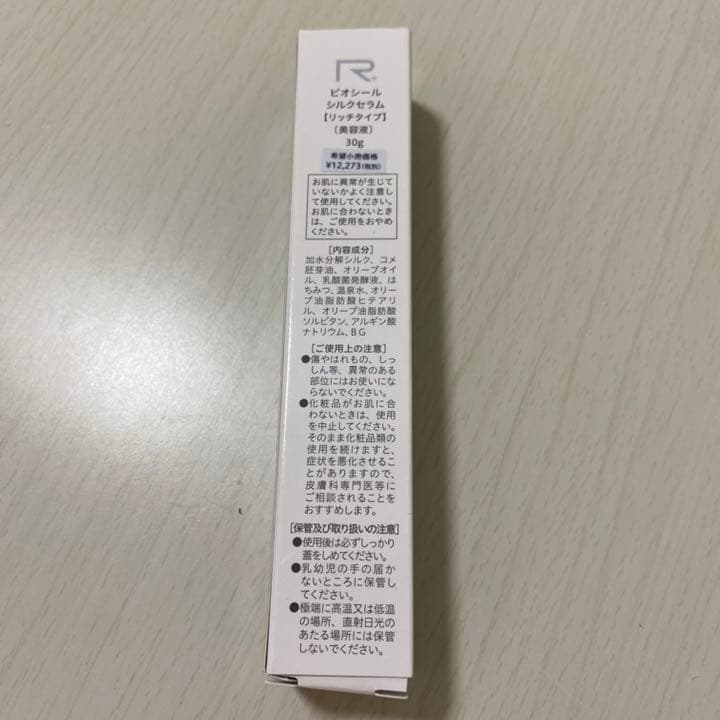 R+
ビオシール
シルクセラム
【リッチタイプ】
〔美容液〕
30g
希望小売価格
¥12,273(税別)
お肌に異常が生じて
いないかよく注意し
て使用してください。
お肌に合わないとき
は、ご使用をおやめ
ください。
[内容成分]
加水分解シルク、コメ
胚芽油、オリーブオイ
ル、乳酸菌発酵液、は
ちみつ、温泉水、オリー
ブ油脂肪酸セテアリ
ル、オリーブ油脂肪酸
ソルビタン、アルギン酸
ナトリウム、BG
[ご使用上の注意]
●傷やはれもの、しっ
しん等、異常のある
部位にはお使いにな
らないでください。
●化粧品がお肌に合
わないときは、使用
を中止してください。
そのまま化粧品類の
使用を続けますと、
症状を悪化させるこ
とがありますので、
皮膚科専門医等に
ご相談されることを
おすすめします。
[保管及び取り扱いの注意]
●使用後は必ずしっかり
蓋をしめてください。
●乳幼児の手の届か
ないところに保管し
てください。
●極端に高温又は低温
の場所、直射日光の
あたる場所には保管
しないでください。